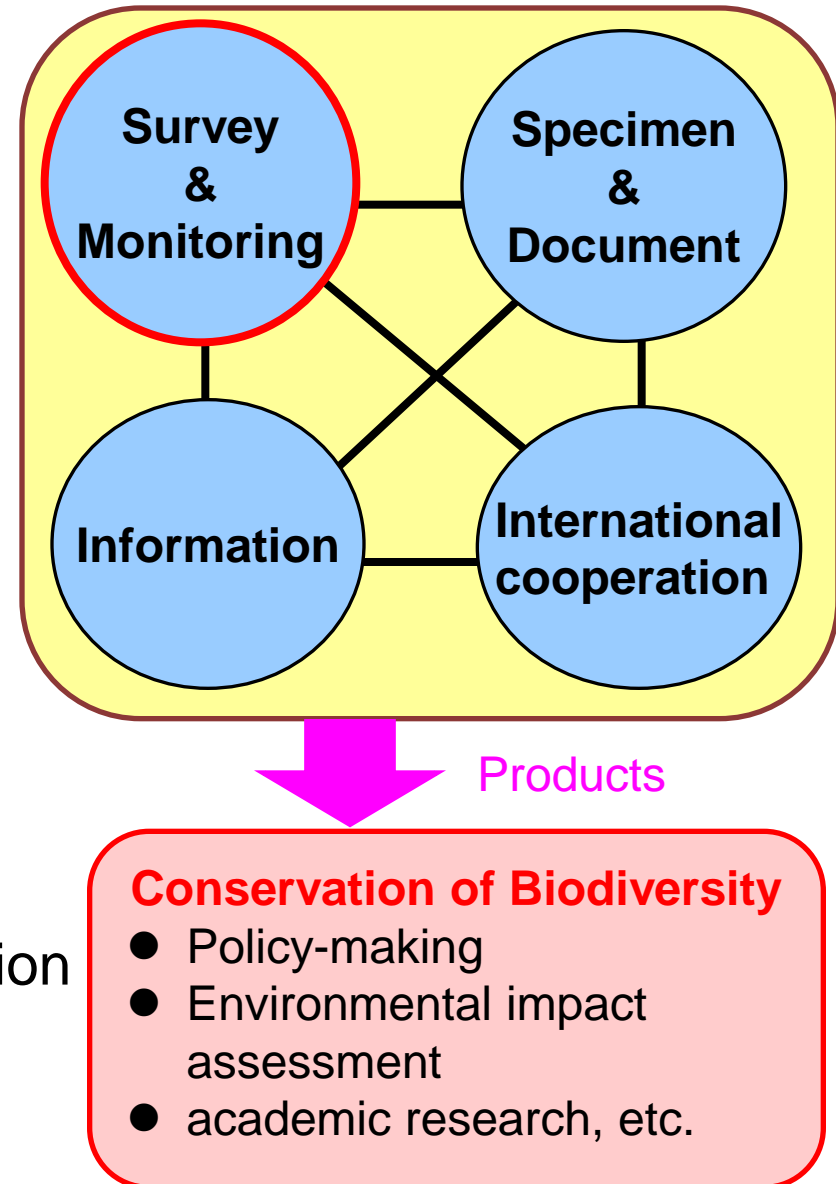 Survey
&
Monitoring
Specimen
&
Document
Information
International
cooperation
Products
Conservation of Biodiversity
● Policy-making
● Environmental impact
assessment
● academic research, etc.